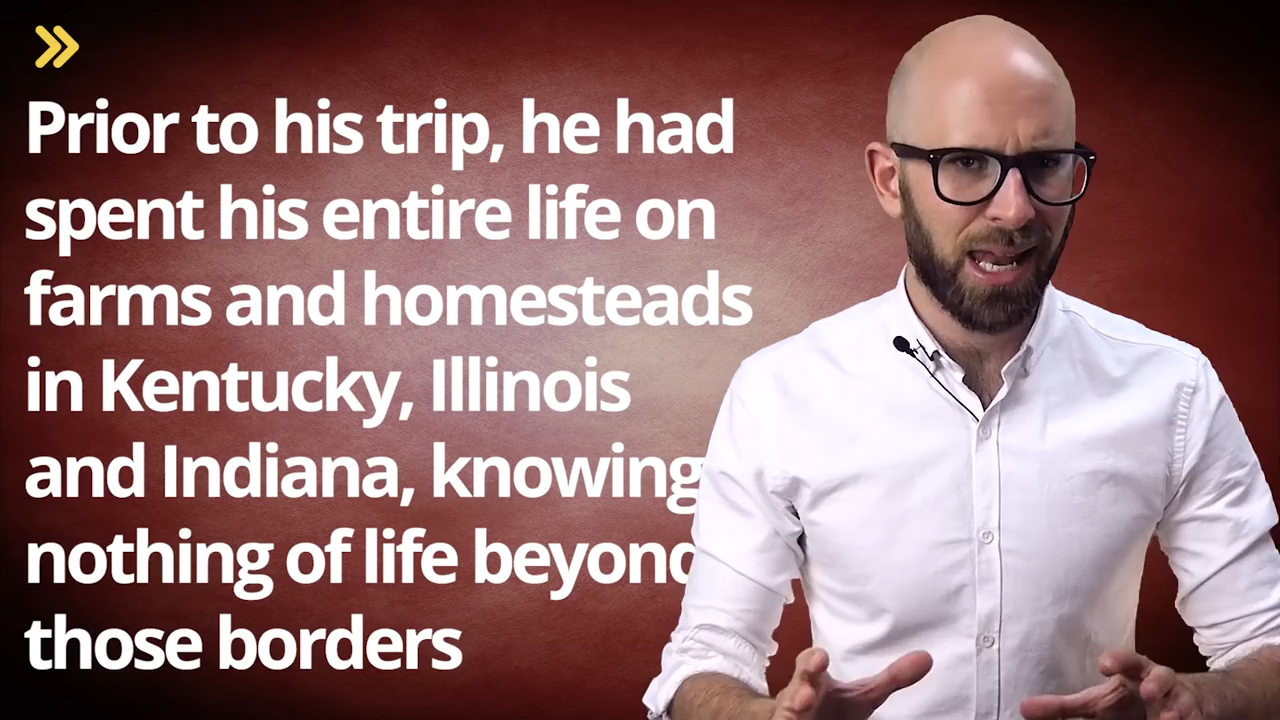 Prior to his trip, he had
spent his entire life on
farms and homesteads
in Kentucky, Illinois
and Indiana, knowing
nothing of life beyond
those borders